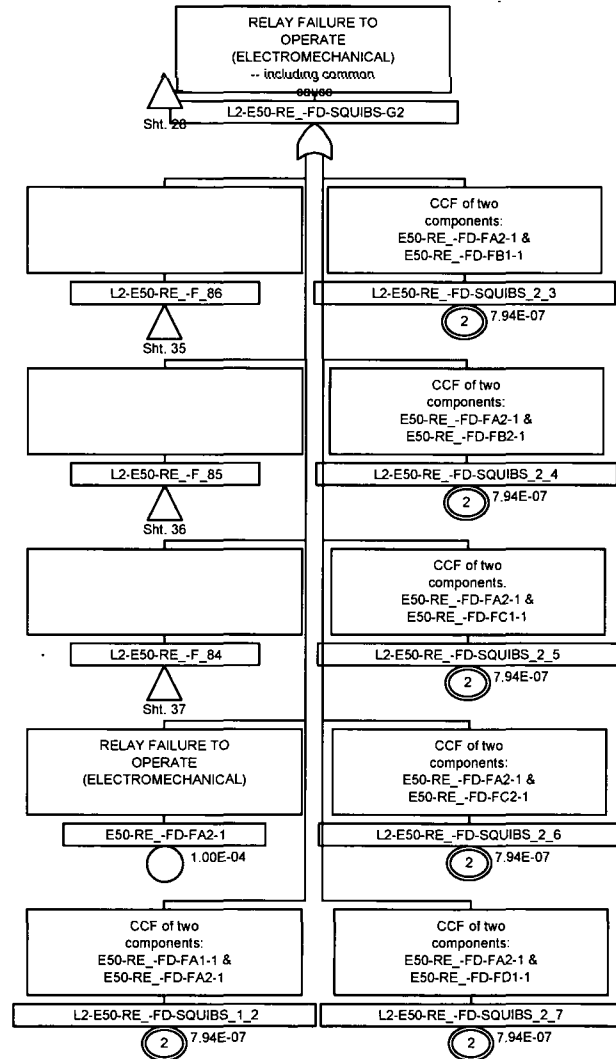 RELAY FAILURE TO
OPERATE
(ELECTROMECHANICAL)
-- including common
cause
L2-E50-RE_-FD-SQUIBS-G2
Sht. 28
L2-E50-RE_-F_86
Sht. 35
CCF of two
components:
E50-RE_-FD-FA2-1 &
E50-RE_-FD-FB1-1
L2-E50-RE_-FD-SQUIBS_2_3
2
7.94E-07
L2-E50-RE_-F_85
Sht. 36
CCF of two
components:
E50-RE_-FD-FA2-1 &
E50-RE_-FD-FB2-1
L2-E50-RE_-FD-SQUIBS_2_4
2
7.94E-07
L2-E50-RE_-F_84
Sht. 37
CCF of two
components.
E50-RE_-FD-FA2-1 &
E50-RE_-FD-FC1-1
L2-E50-RE_-FD-SQUIBS_2_5
2
7.94E-07
RELAY FAILURE TO
OPERATE
(ELECTROMECHANICAL)
E50-RE_-FD-FA2-1
1.00E-04
CCF of two
components:
E50-RE_-FD-FA2-1 &
E50-RE_-FD-FC2-1
L2-E50-RE_-FD-SQUIBS_2_6
2
7.94E-07
CCF of two
components:
E50-RE_-FD-FA1-1 &
E50-RE_-FD-FA2-1
L2-E50-RE_-FD-SQUIBS_1_2
2
7.94E-07
CCF of two
components:
E50-RE_-FD-FA2-1 &
E50-RE_-FD-FD1-1
L2-E50-RE_-FD-SQUIBS_2_7
2
7.94E-07